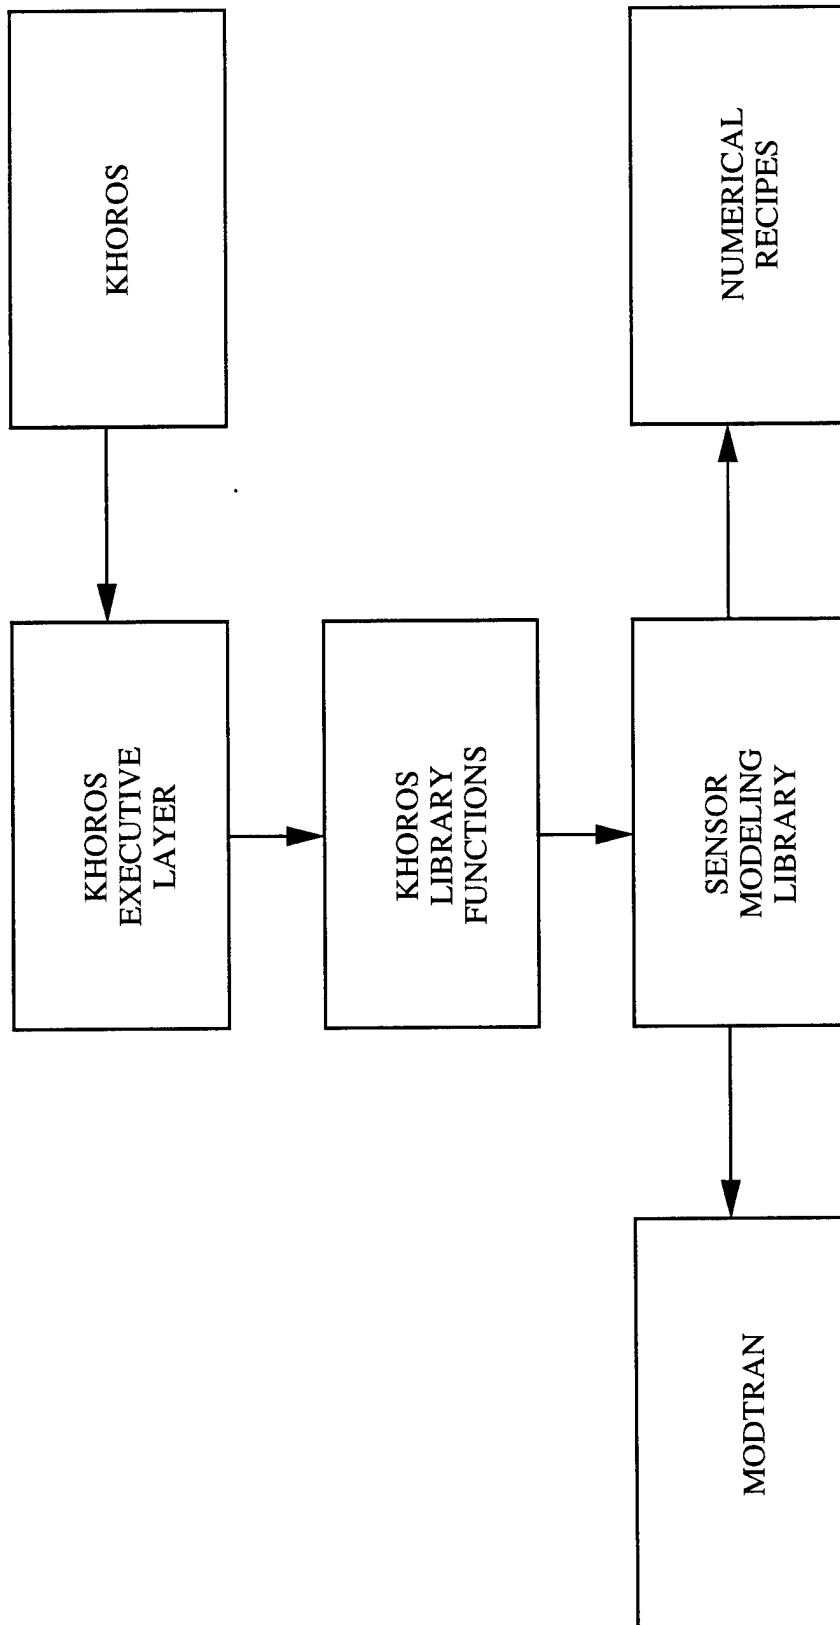 KHOROS
EXECUTIVE
LAYER
KHOROS
KHOROS
LIBRARY
FUNCTIONS
MODTRAN
SENSOR
MODELING
LIBRARY
NUMERICAL
RECIPES